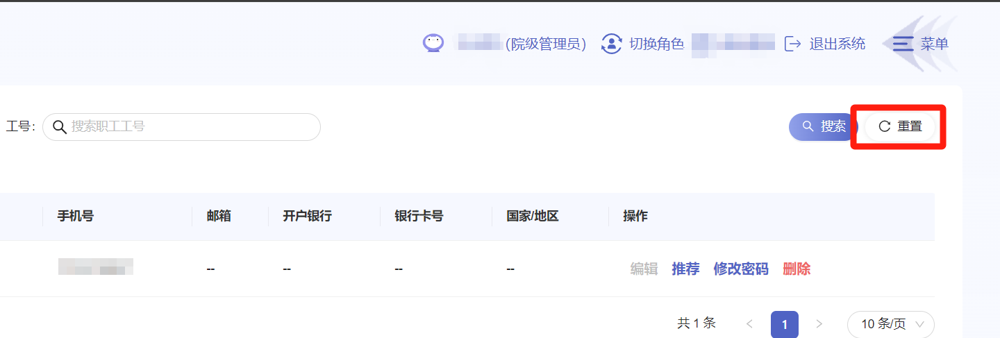 (院级管理员) 切换角色 退出系统 菜单
工号: 搜索职工工号 搜索 重置
手机号 邮箱 开户银行 银行卡号 国家/地区 操作
-- -- -- -- 编辑 推荐 修改密码 删除
共 1 条 < 1 > 10 条/页